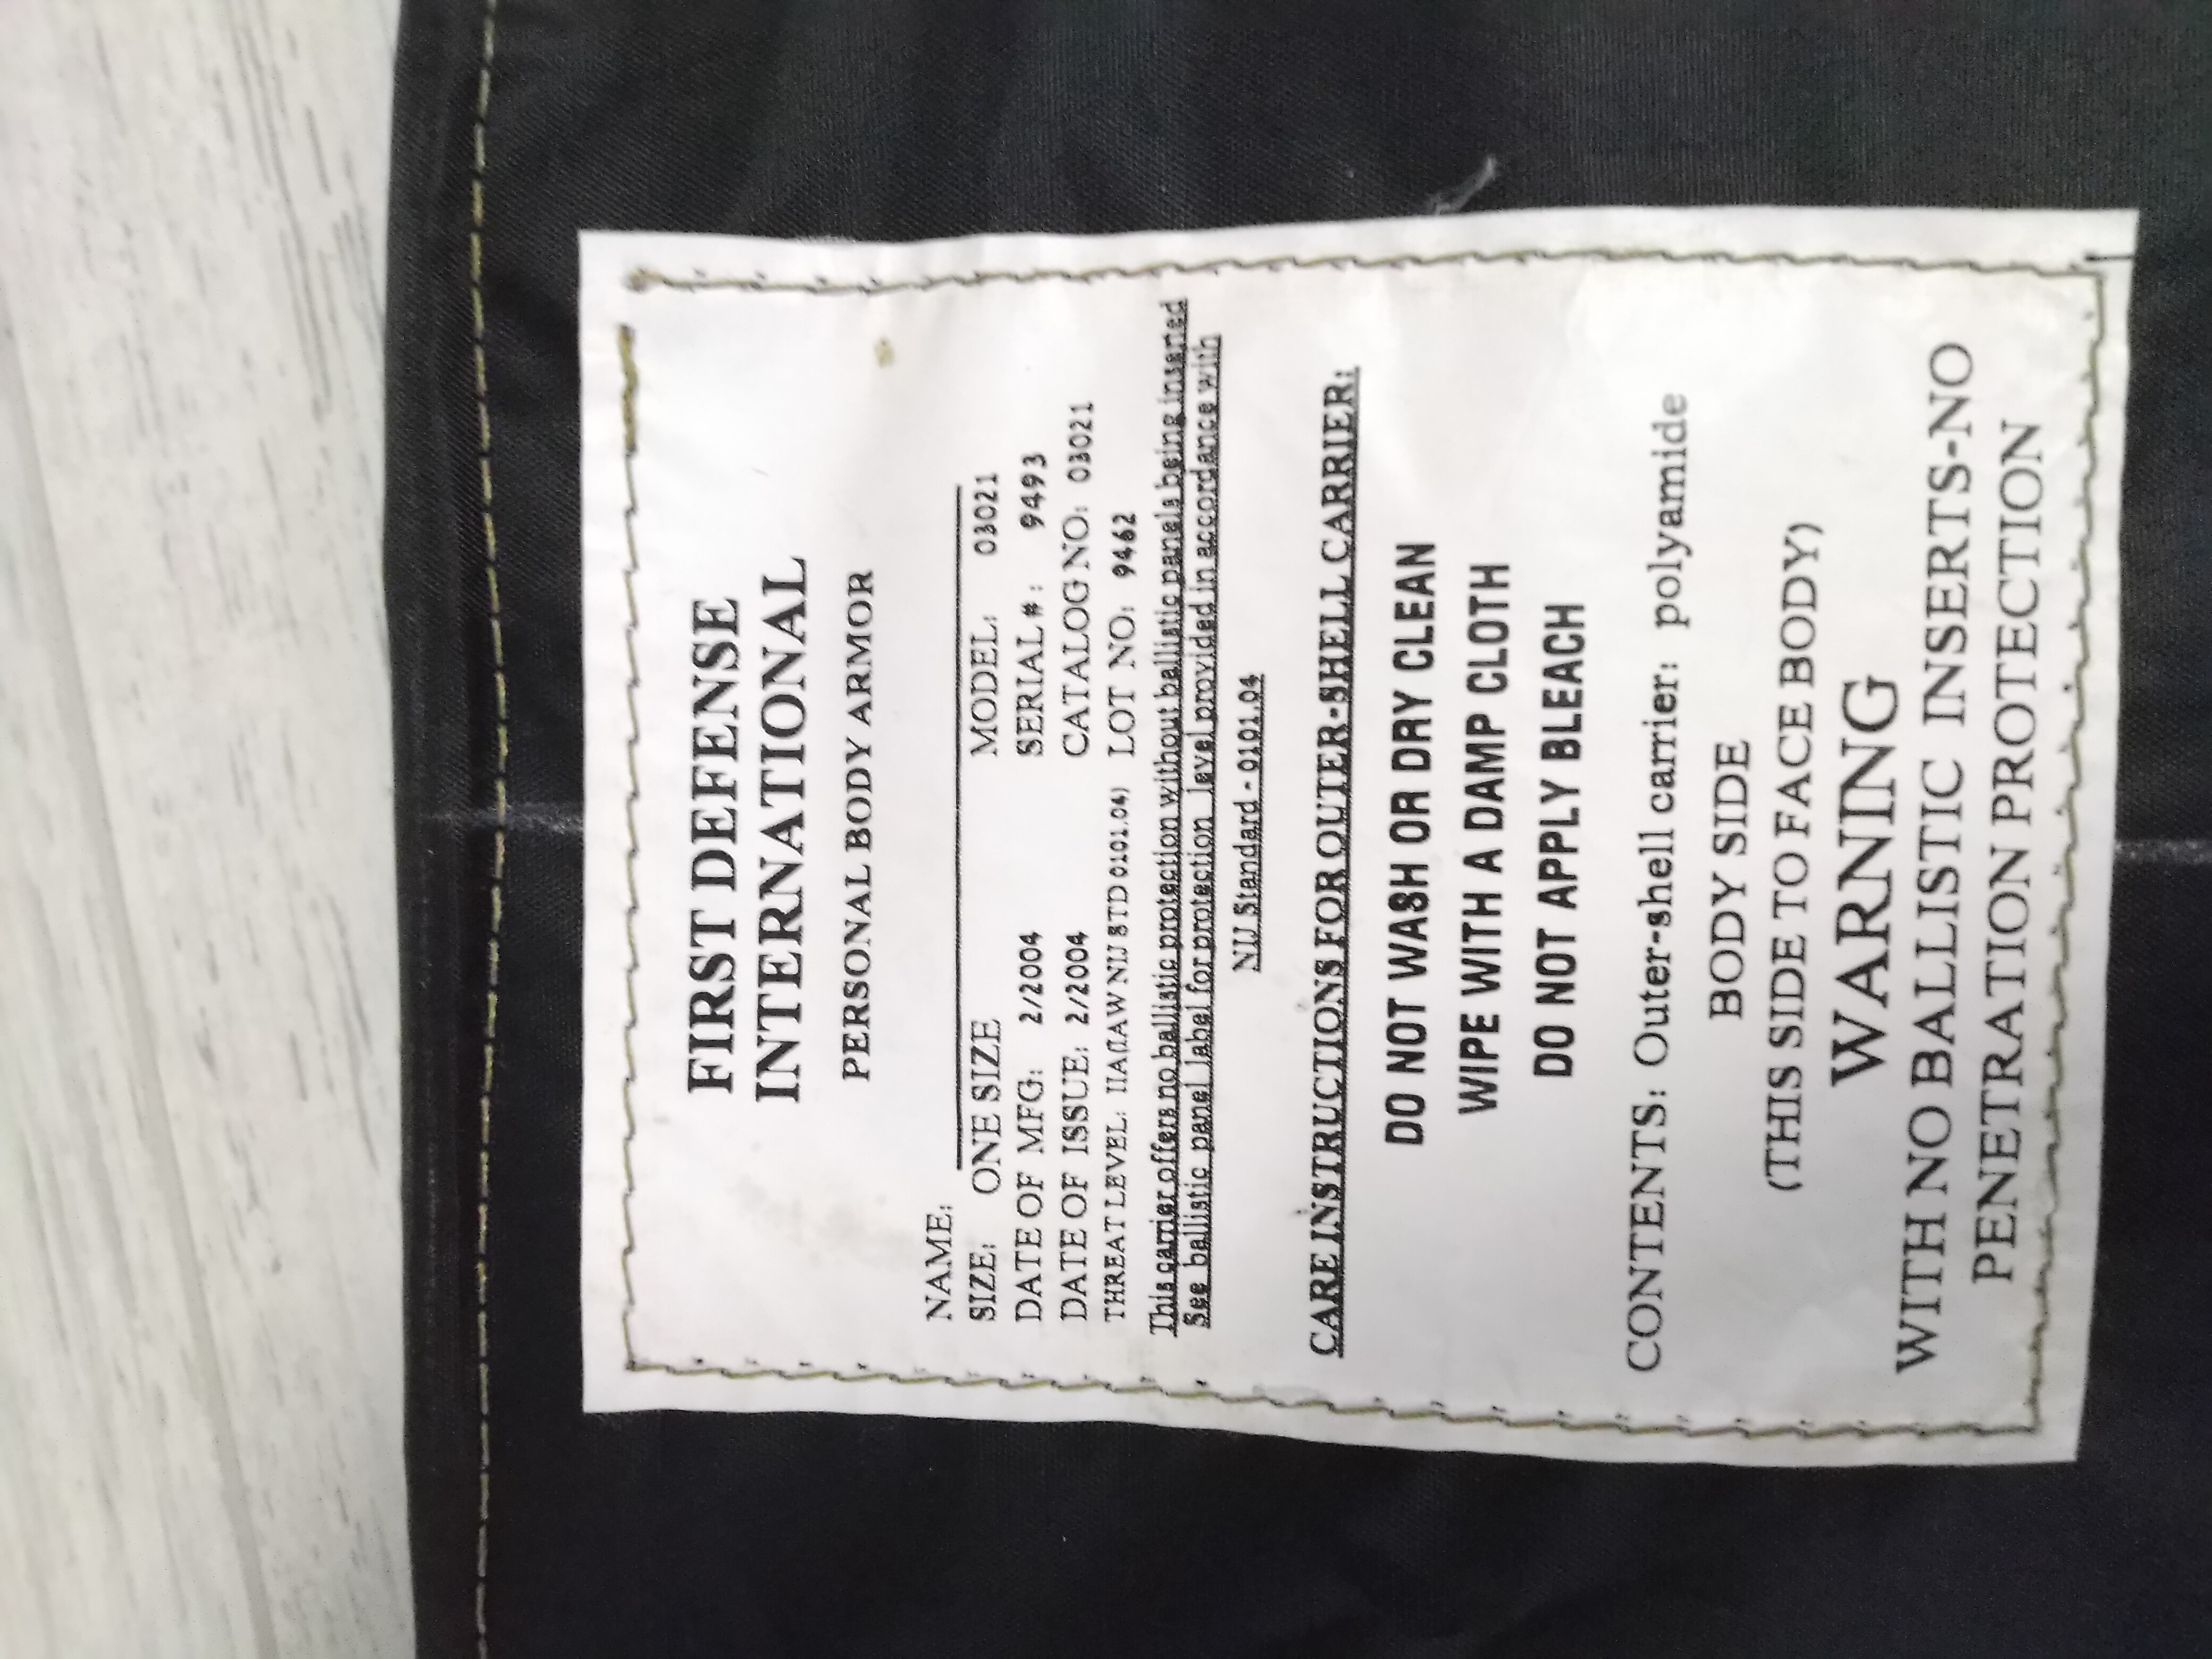 FIRST DEFENSE
INTERNATIONAL
PERSONAL BODY ARMOR
NAME:
SIZE: ONE SIZE MODEL: 03021
DATE OF MFG: 2/2004 SERIAL#: 9493
DATE OF ISSUE: 2/2004 CATALOG NO: 03021
THREAT LEVEL: NIJ STD 0101.04) LOT NO: 9462
This carrier offers no ballistic protection without ballistic panels being inserted
See ballistic panel label for protection level provided in accordance with
NIJ Standard - 0101.04
CARE INSTRUCTIONS FOR OUTER-SHELL CARRIER:
DO NOT WASH OR DRY CLEAN
WIPE WITH A DAMP CLOTH
DO NOT APPLY BLEACH
CONTENTS: Outer-shell carrier: polyamide
BODY SIDE
(THIS SIDE TO FACE BODY)
WARNING
WITH NO BALLISTIC INSERTS-NO
PENETRATION PROTECTION